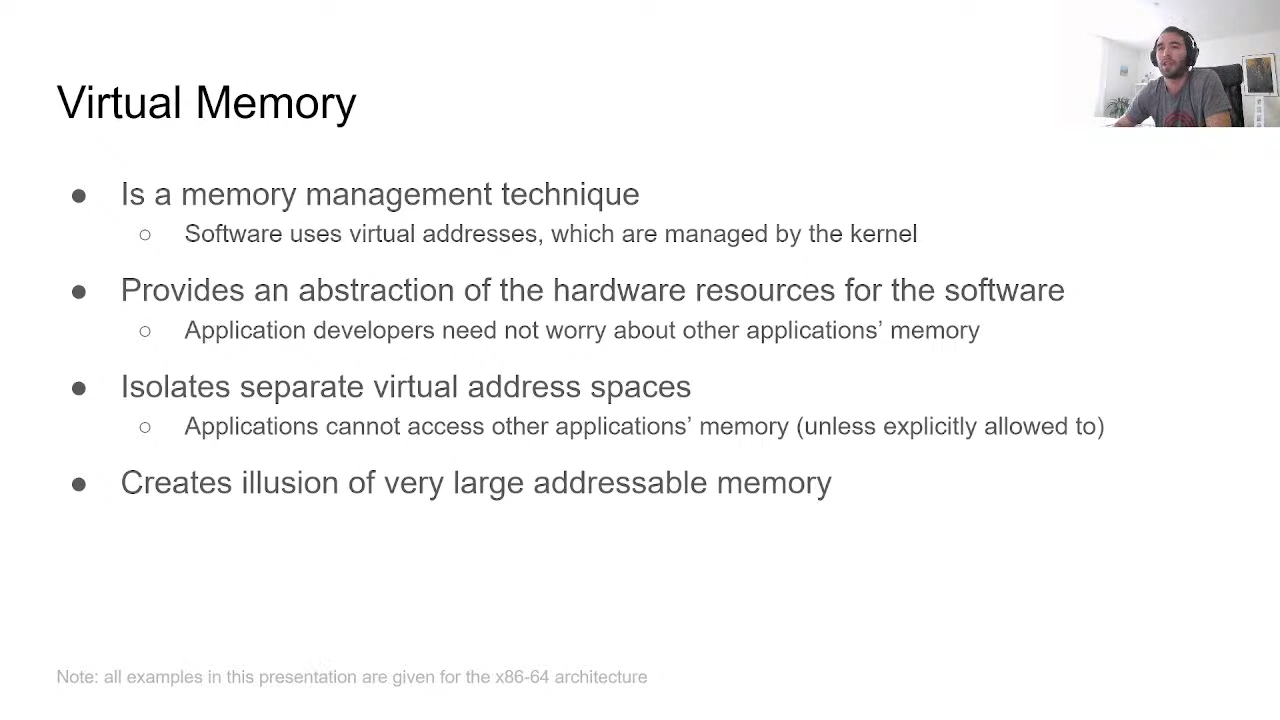 Virtual Memory
● Is a memory management technique
○ Software uses virtual addresses, which are managed by the kernel
● Provides an abstraction of the hardware resources for the software
○ Application developers need not worry about other applications’ memory
● Isolates separate virtual address spaces
○ Applications cannot access other applications’ memory (unless explicitly allowed to)
● Creates illusion of very large addressable memory
Note: all examples in this presentation are given for the x86-64 architecture